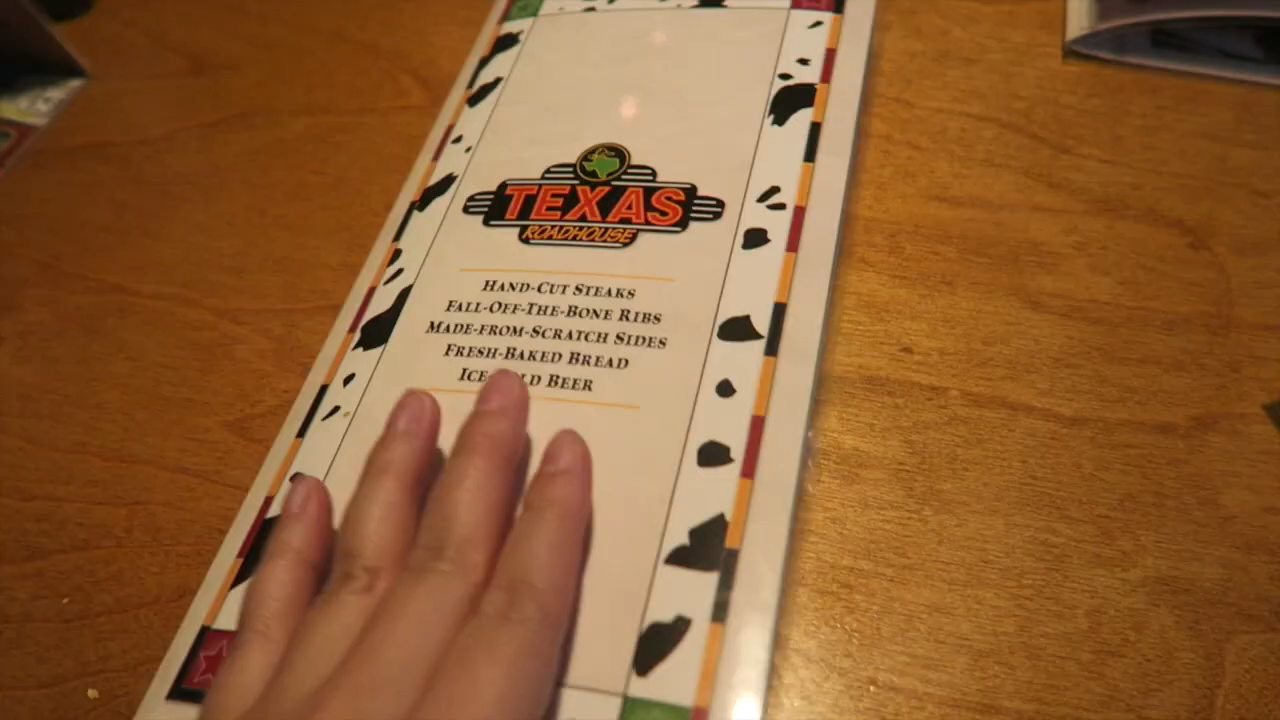 TEXAS
ROADHOUSE
HAND-CUT STEAKS
FALL-OFF-THE-BONE RIBS
MADE-FROM-SCRATCH SIDES
FRESH-BAKED BREAD
BEER